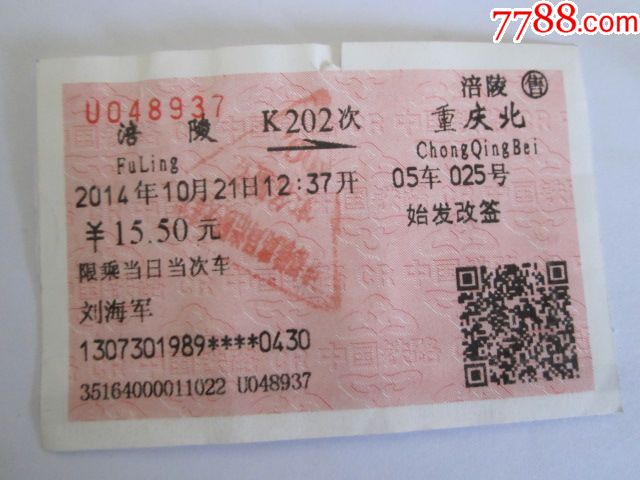 7788.com
U048937
涪陵 售
涪 陵 K202次 重庆北
FuLing ChongQingBei
2014年10月21日12:37开 05车 025号
￥15.50元 始发改签
限乘当日当次车
刘海军
1307301989****0430
35164000011022 U048937